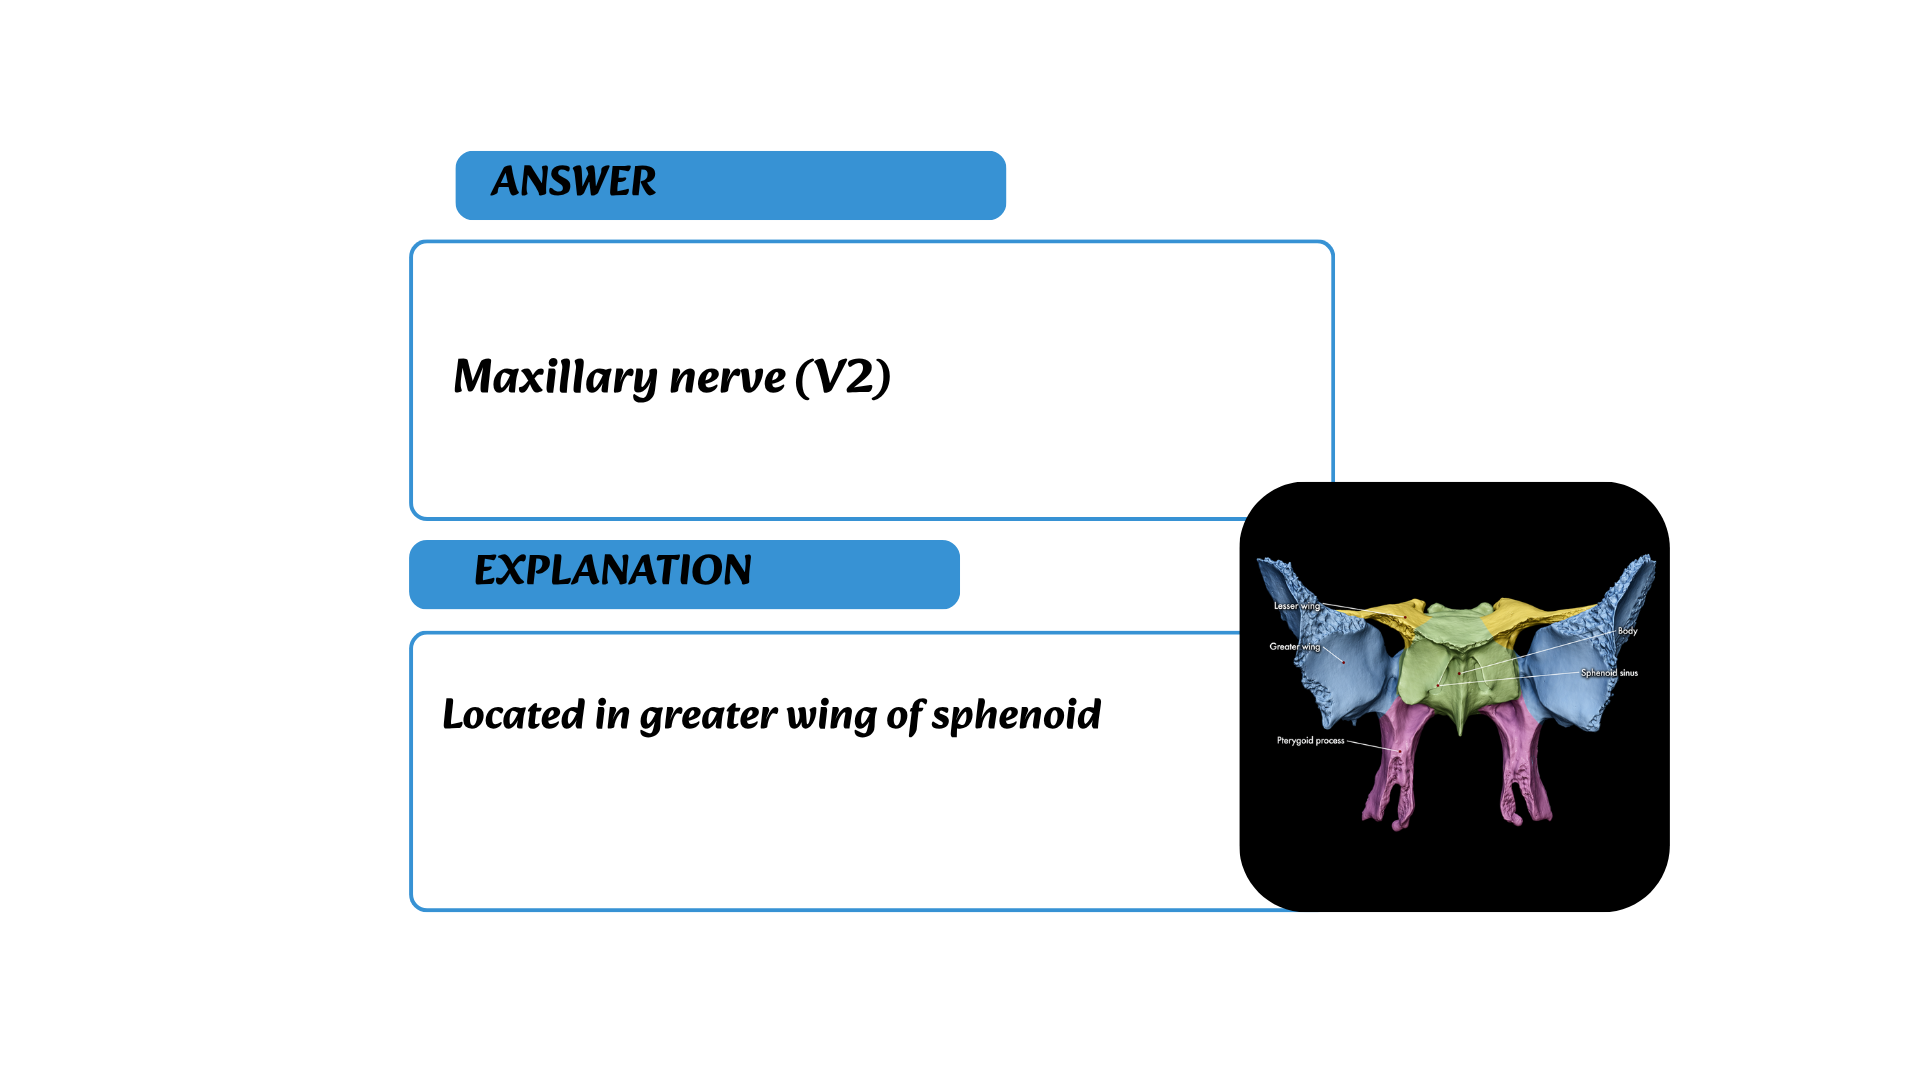 ANSWER
Maxillary nerve (V2)
EXPLANATION
Located in greater wing of sphenoid
Lesser wing
Greater wing
Body
Sphenoid sinus
Pterygoid process